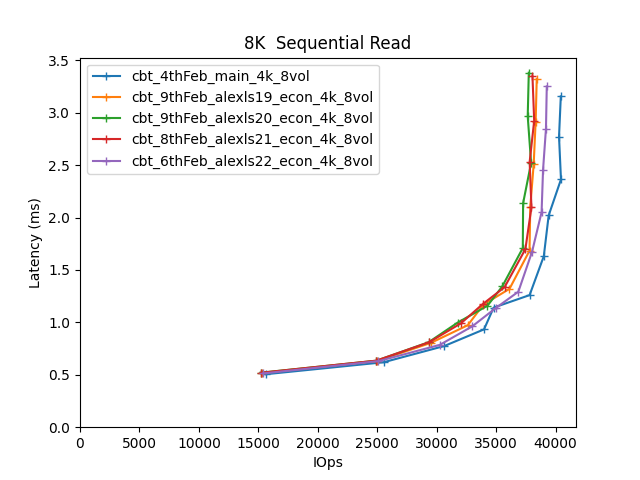 8K  Sequential Read
3.5
3.0
2.5
2.0
1.5
1.0
0.5
0.0
Latency (ms)
cbt_4thFeb_main_4k_8vol
cbt_9thFeb_alexls19_econ_4k_8vol
cbt_9thFeb_alexls20_econ_4k_8vol
cbt_8thFeb_alexls21_econ_4k_8vol
cbt_6thFeb_alexls22_econ_4k_8vol
0 5000 10000 15000 20000 25000 30000 35000 40000
IOps